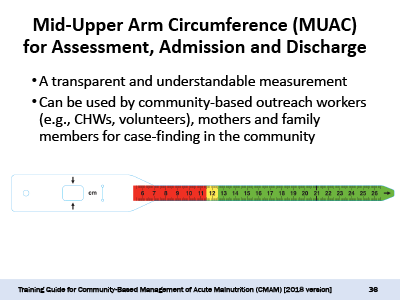 Mid-Upper Arm Circumference (MUAC)
for Assessment, Admission and Discharge
• A transparent and understandable measurement
• Can be used by community-based outreach workers
(e.g., CHWs, volunteers), mothers and family
members for case-finding in the community
cm 6 7 8 9 10 11 12 13 14 15 16 17 18 19 20 21 22 23 24 25 26
Training Guide for Community-Based Management of Acute Malnutrition (CMAM) [2018 version] 36